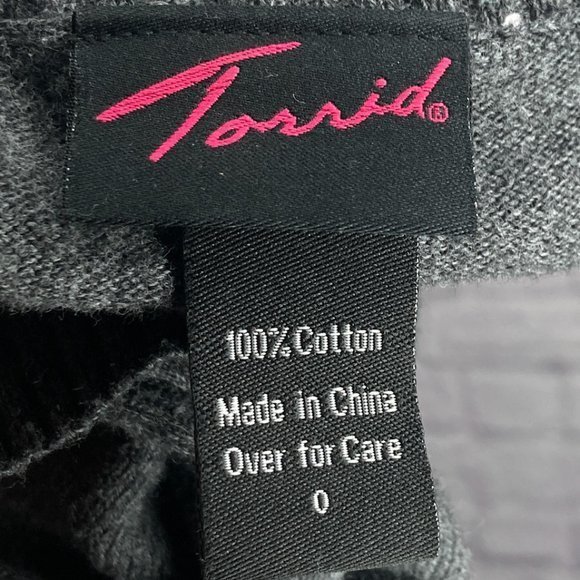 Torrid®
100% Cotton
Made in China
Over for Care
0